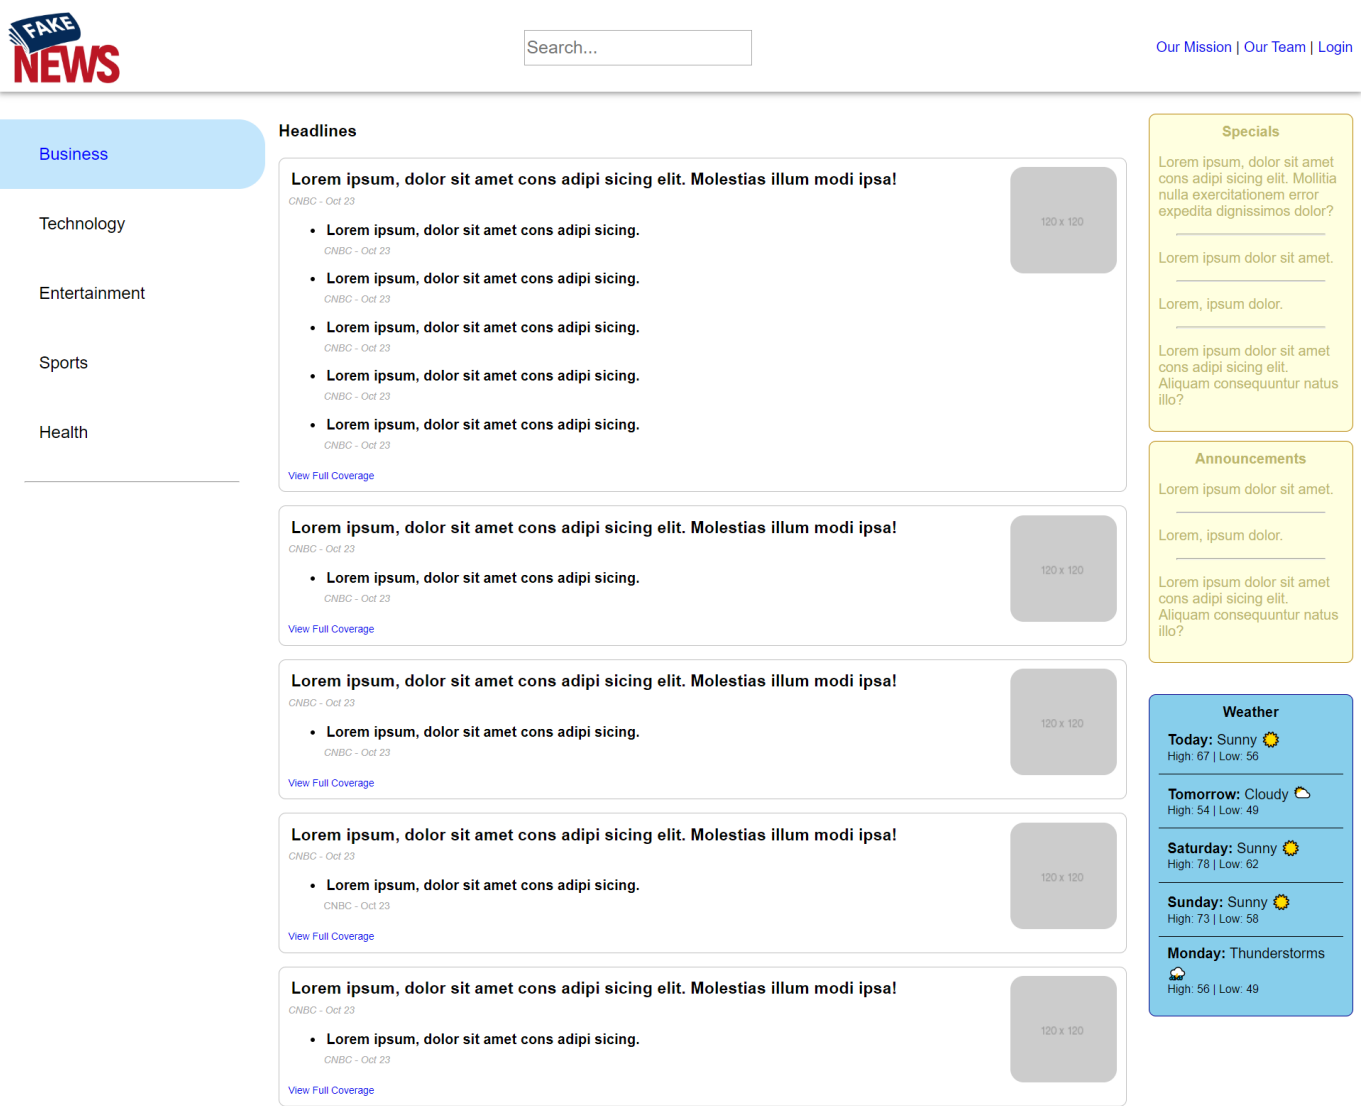 FAKE
NEWS
Search...
Our Mission | Our Team | Login
Business
Technology
Entertainment
Sports
Health
Headlines
Lorem ipsum, dolor sit amet cons adipi sicing elit. Molestias illum modi ipsa!
CNBC - Oct 23
120 x 120
Lorem ipsum, dolor sit amet cons adipi sicing.
CNBC - Oct 23
Lorem ipsum, dolor sit amet cons adipi sicing.
CNBC - Oct 23
Lorem ipsum, dolor sit amet cons adipi sicing.
CNBC - Oct 23
Lorem ipsum, dolor sit amet cons adipi sicing.
CNBC - Oct 23
Lorem ipsum, dolor sit amet cons adipi sicing.
CNBC - Oct 23
View Full Coverage
Lorem ipsum, dolor sit amet cons adipi sicing elit. Molestias illum modi ipsa!
CNBC - Oct 23
120 x 120
Lorem ipsum, dolor sit amet cons adipi sicing.
CNBC - Oct 23
View Full Coverage
Lorem ipsum, dolor sit amet cons adipi sicing elit. Molestias illum modi ipsa!
CNBC - Oct 23
120 x 120
Lorem ipsum, dolor sit amet cons adipi sicing.
CNBC - Oct 23
View Full Coverage
Lorem ipsum, dolor sit amet cons adipi sicing elit. Molestias illum modi ipsa!
CNBC - Oct 23
120 x 120
Lorem ipsum, dolor sit amet cons adipi sicing.
CNBC - Oct 23
View Full Coverage
Lorem ipsum, dolor sit amet cons adipi sicing elit. Molestias illum modi ipsa!
CNBC - Oct 23
120 x 120
Lorem ipsum, dolor sit amet cons adipi sicing.
CNBC - Oct 23
View Full Coverage
Specials
Lorem ipsum, dolor sit amet
cons adipi sicing elit. Mollitia
nulla exercitationem error
expedita dignissimos dolor?
Lorem ipsum dolor sit amet.
Lorem, ipsum dolor.
Lorem ipsum dolor sit amet
cons adipi sicing elit.
Aliquam consequuntur natus
illo?
Announcements
Lorem ipsum dolor sit amet.
Lorem, ipsum dolor.
Lorem ipsum dolor sit amet
cons adipi sicing elit.
Aliquam consequuntur natus
illo?
Weather
Today: Sunny
High: 67 | Low: 56
Tomorrow: Cloudy
High: 54 | Low: 49
Saturday: Sunny
High: 78 | Low: 62
Sunday: Sunny
High: 73 | Low: 58
Monday: Thunderstorms
High: 56 | Low: 49